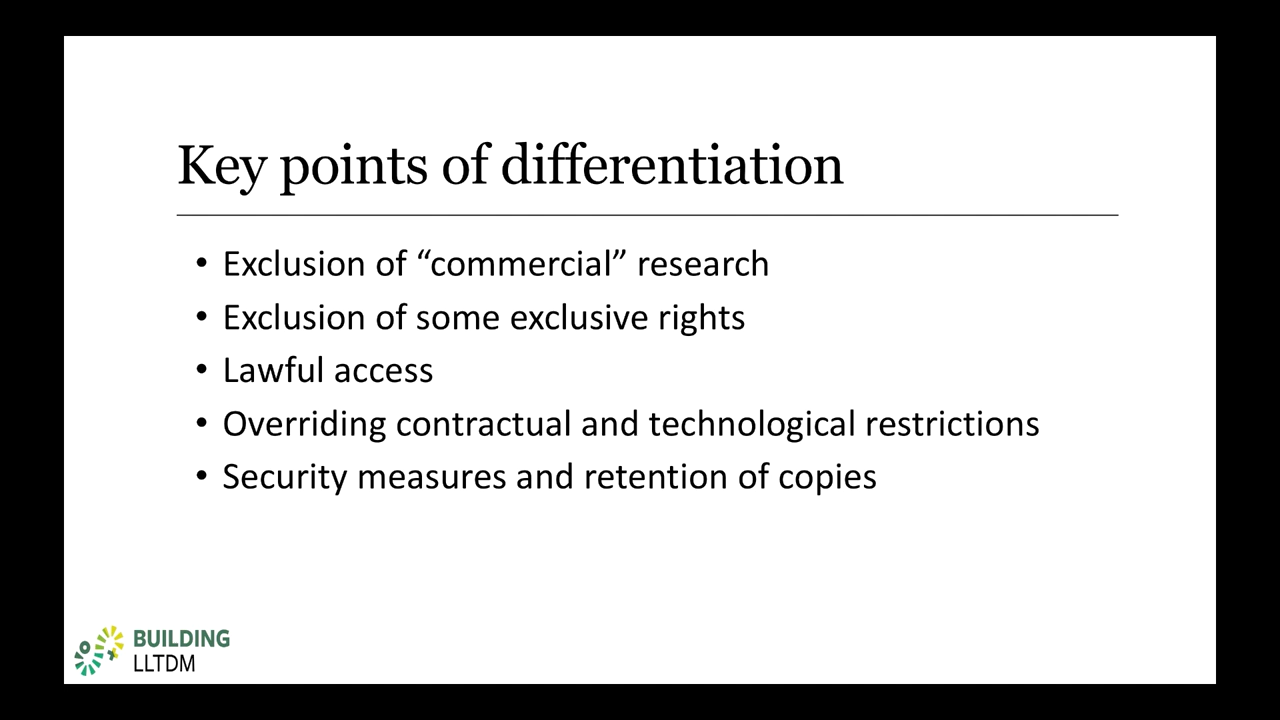 Key points of differentiation
• Exclusion of “commercial” research
• Exclusion of some exclusive rights
• Lawful access
• Overriding contractual and technological restrictions
• Security measures and retention of copies
BUILDING
LLTDM